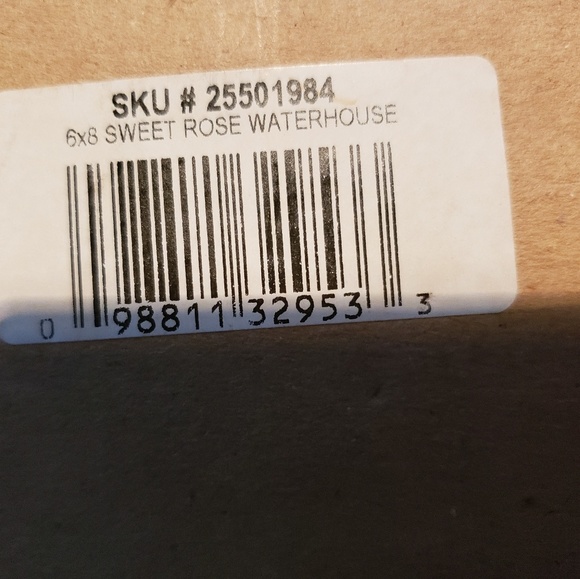 SKU # 25501984
6x8 SWEET ROSE WATERHOUSE
0 98811 32953 3